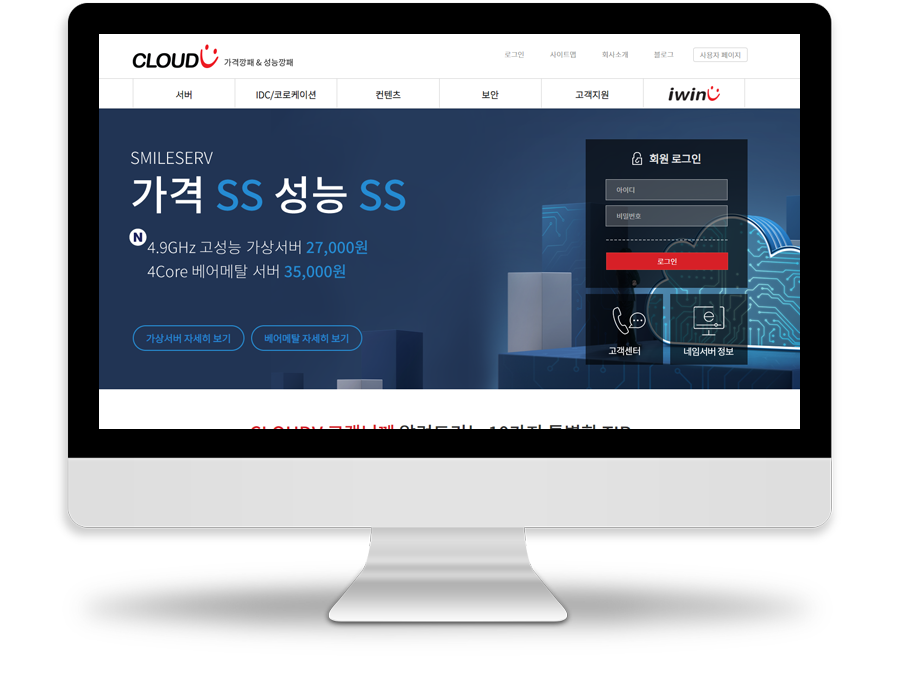 CLOUD 가격깡패 & 성능깡패
로그인 사이트맵 회사소개 블로그 사용자 페이지
서버 IDC/코로케이션 컨텐츠 보안 고객지원 iwin
SMILESERV
가격 SS 성능 SS
N
4.9GHz 고성능 가상서버 27,000원
4Core 베어메탈 서버 35,000원
가상서버 자세히 보기 베어메탈 자세히 보기
회원 로그인
아이디
비밀번호
로그인
고객센터 네임서버 정보